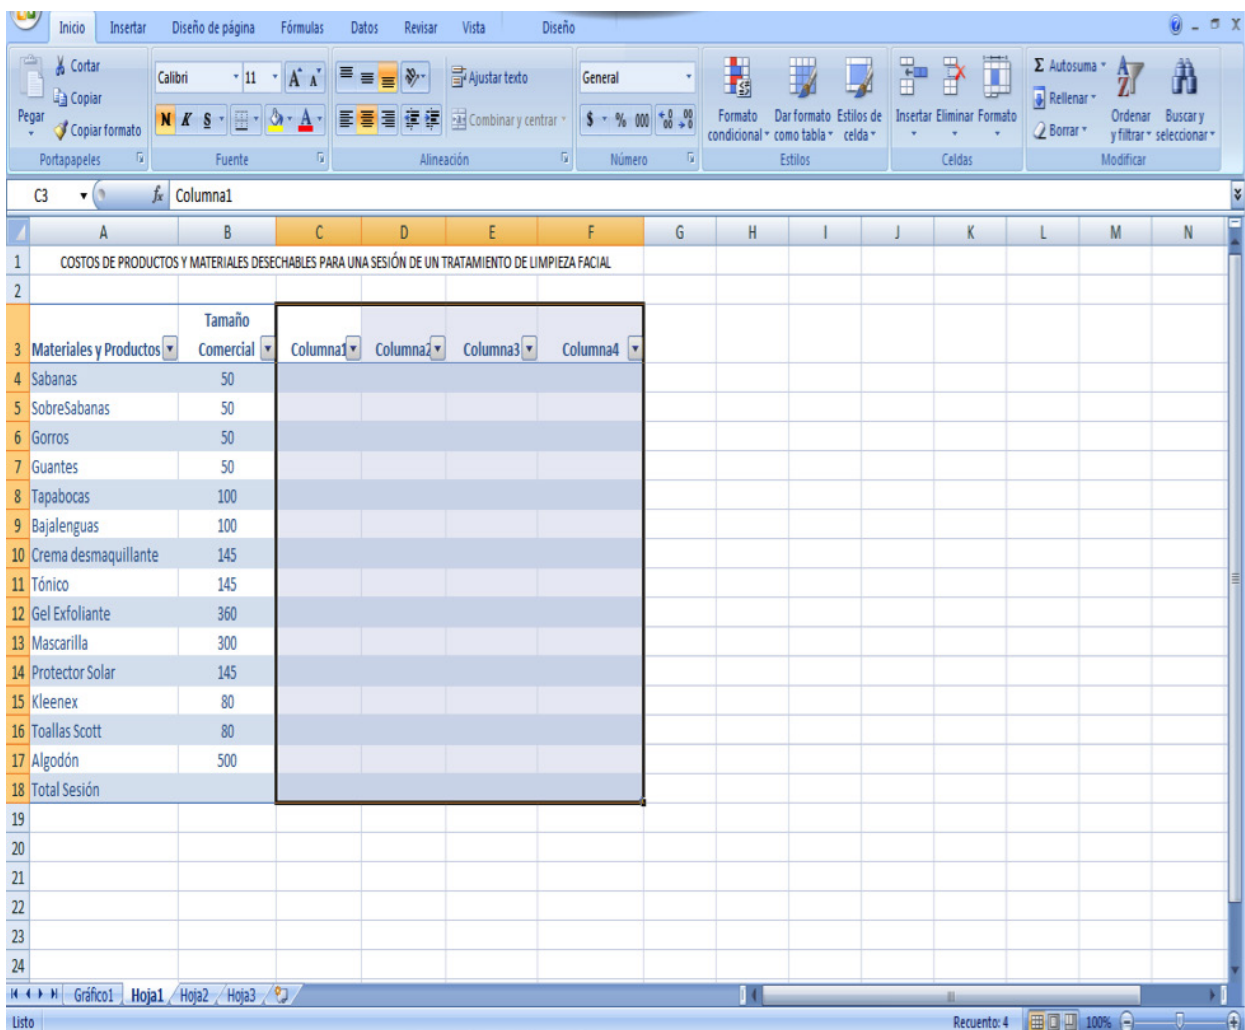 Inicio Insertar Diseño de página Fórmulas Datos Revisar Vista Diseño
Cortar
Copiar
Copiar formato
Pegar
Portapapeles
Calibri 11
N K S
Fuente
Ajustar texto
Combinar y centrar
Alineación
General
$ % 000
Número
Formato condicional
Dar formato como tabla
Estilos de celda
Estilos
Insertar Eliminar Formato
Celdas
Σ Autosuma
Rellenar
Borrar
Ordenar y filtrar
Buscar y seleccionar
Modificar
C3 fx Columna1
A B C D E F G H I J K L M N
1 COSTOS DE PRODUCTOS Y MATERIALES DESECHABLES PARA UNA SESIÓN DE UN TRATAMIENTO DE LIMPIEZA FACIAL
2
3 Materiales y Productos Tamaño Comercial Columna1 Columna2 Columna3 Columna4
4 Sabanas 50
5 SobreSabanas 50
6 Gorros 50
7 Guantes 50
8 Tapabocas 100
9 Bajalenguas 100
10 Crema desmaquillante 145
11 Tónico 145
12 Gel Exfoliante 360
13 Mascarilla 300
14 Protector Solar 145
15 Kleenex 80
16 Toallas Scott 80
17 Algodón 500
18 Total Sesión
19
20
21
22
23
24
Gráfico1 Hoja1 Hoja2 Hoja3
Listo Recuento: 4 100%